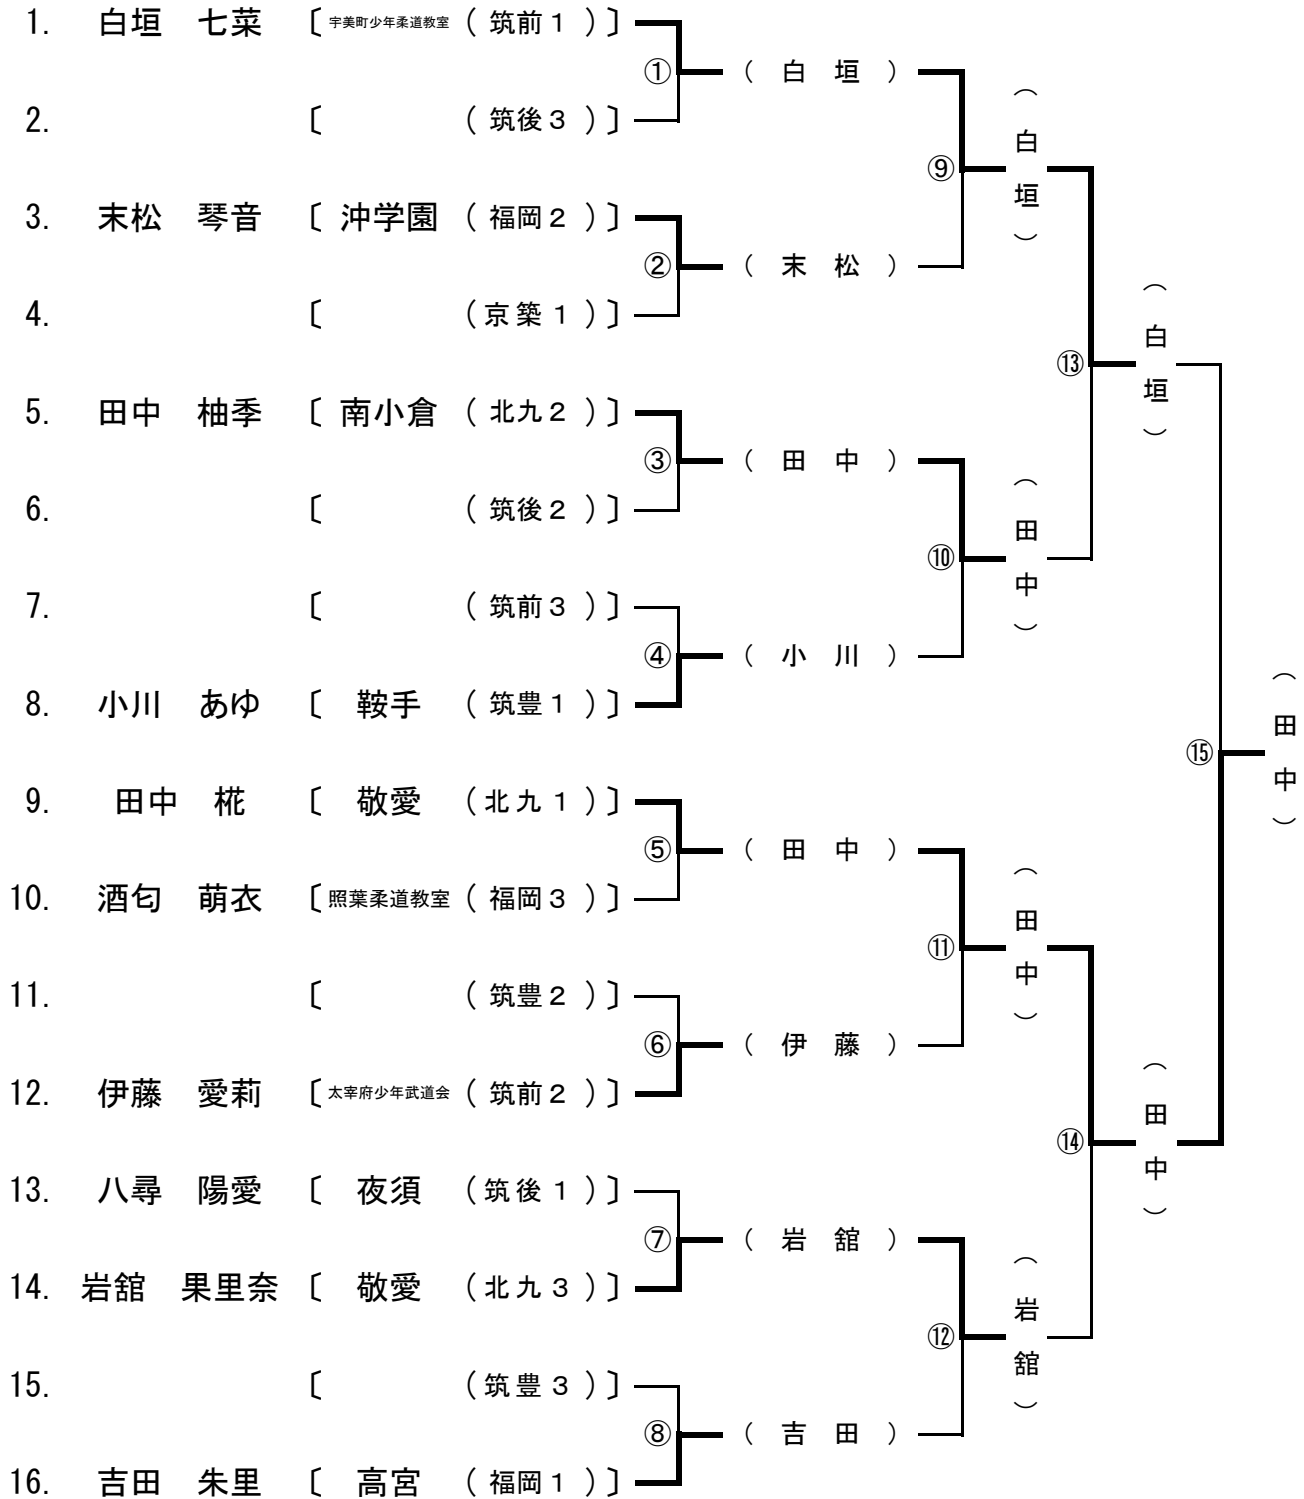 1. 白垣 七菜 〔 宇美町少年柔道教室 ( 筑前1 ) 〕
① ( 白 垣 )
2. 〔 ( 筑後3 ) 〕
⑨ ( 白 垣 )
3. 末松 琴音 〔 沖学園 ( 福岡2 ) 〕
② ( 末 松 )
4. 〔 ( 京築1 ) 〕
⑬ ( 白 垣 )
5. 田中 柚季 〔 南小倉 ( 北九2 ) 〕
③ ( 田 中 )
6. 〔 ( 筑後2 ) 〕
⑩ ( 田 中 )
7. 〔 ( 筑前3 ) 〕
④ ( 小 川 )
8. 小川 あゆ 〔 鞍手 ( 筑豊1 ) 〕
⑮ ( 田 中 )
9. 田中 椛 〔 敬愛 ( 北九1 ) 〕
⑤ ( 田 中 )
10. 酒匂 萌衣 〔 照葉柔道教室 ( 福岡3 ) 〕
⑪ ( 田 中 )
11. 〔 ( 筑豊2 ) 〕
⑥ ( 伊 藤 )
12. 伊藤 愛莉 〔 太宰府少年武道会 ( 筑前2 ) 〕
⑭ ( 田 中 )
13. 八尋 陽愛 〔 夜須 ( 筑後1 ) 〕
⑦ ( 岩 舘 )
14. 岩舘 果里奈 〔 敬愛 ( 北九3 ) 〕
⑫ ( 岩 舘 )
15. 〔 ( 筑豊3 ) 〕
⑧ ( 吉 田 )
16. 吉田 朱里 〔 高宮 ( 福岡1 ) 〕